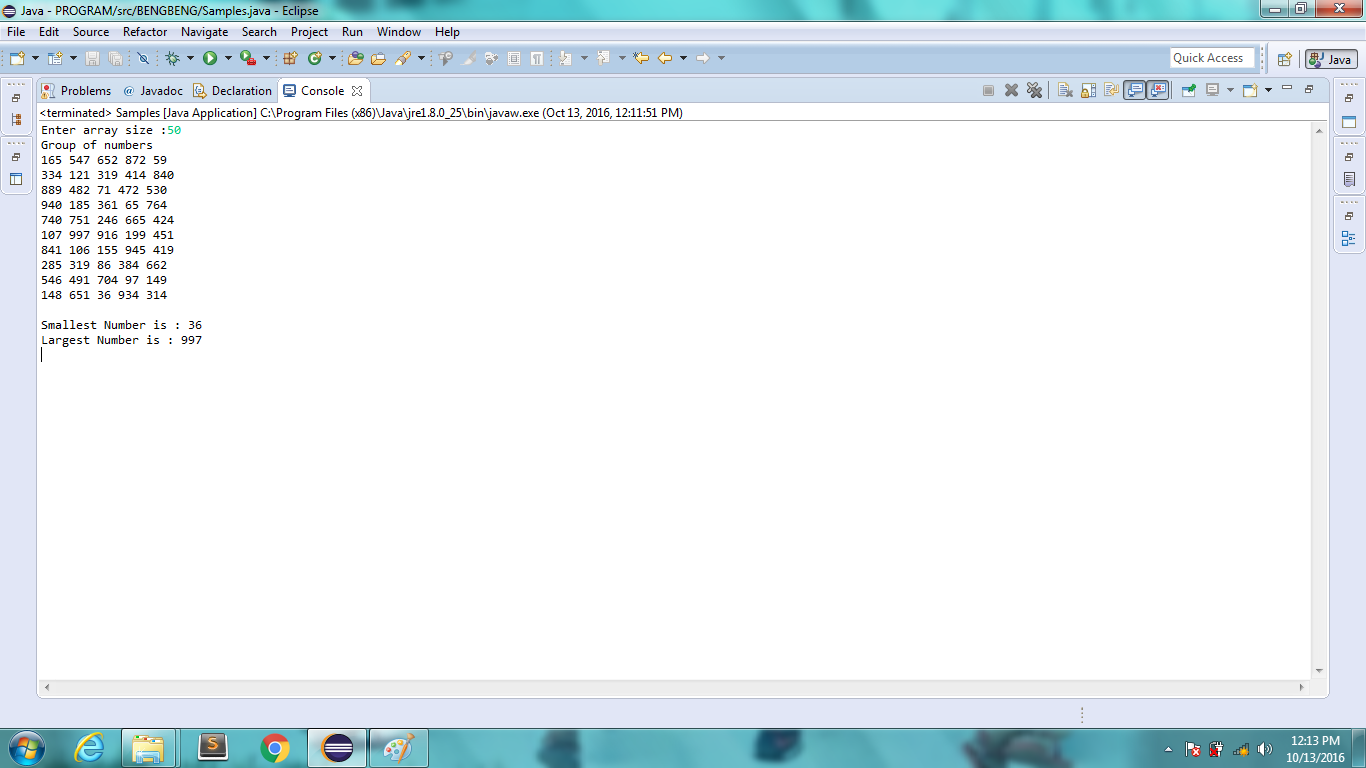 Java - PROGRAM/src/BENGBENG/Samples.java - Eclipse
File Edit Source Refactor Navigate Search Project Run Window Help
Quick Access
Java
Problems @ Javadoc Declaration Console
<terminated> Samples [Java Application] C:\Program Files (x86)\Java\jre1.8.0_25\bin\javaw.exe (Oct 13, 2016, 12:11:51 PM)
Enter array size :50
Group of numbers
165 547 652 872 59
334 121 319 414 840
889 482 71 472 530
940 185 361 65 764
740 751 246 665 424
107 997 916 199 451
841 106 155 945 419
285 319 86 384 662
546 491 704 97 149
148 651 36 934 314
Smallest Number is : 36
Largest Number is : 997
12:13 PM
10/13/2016